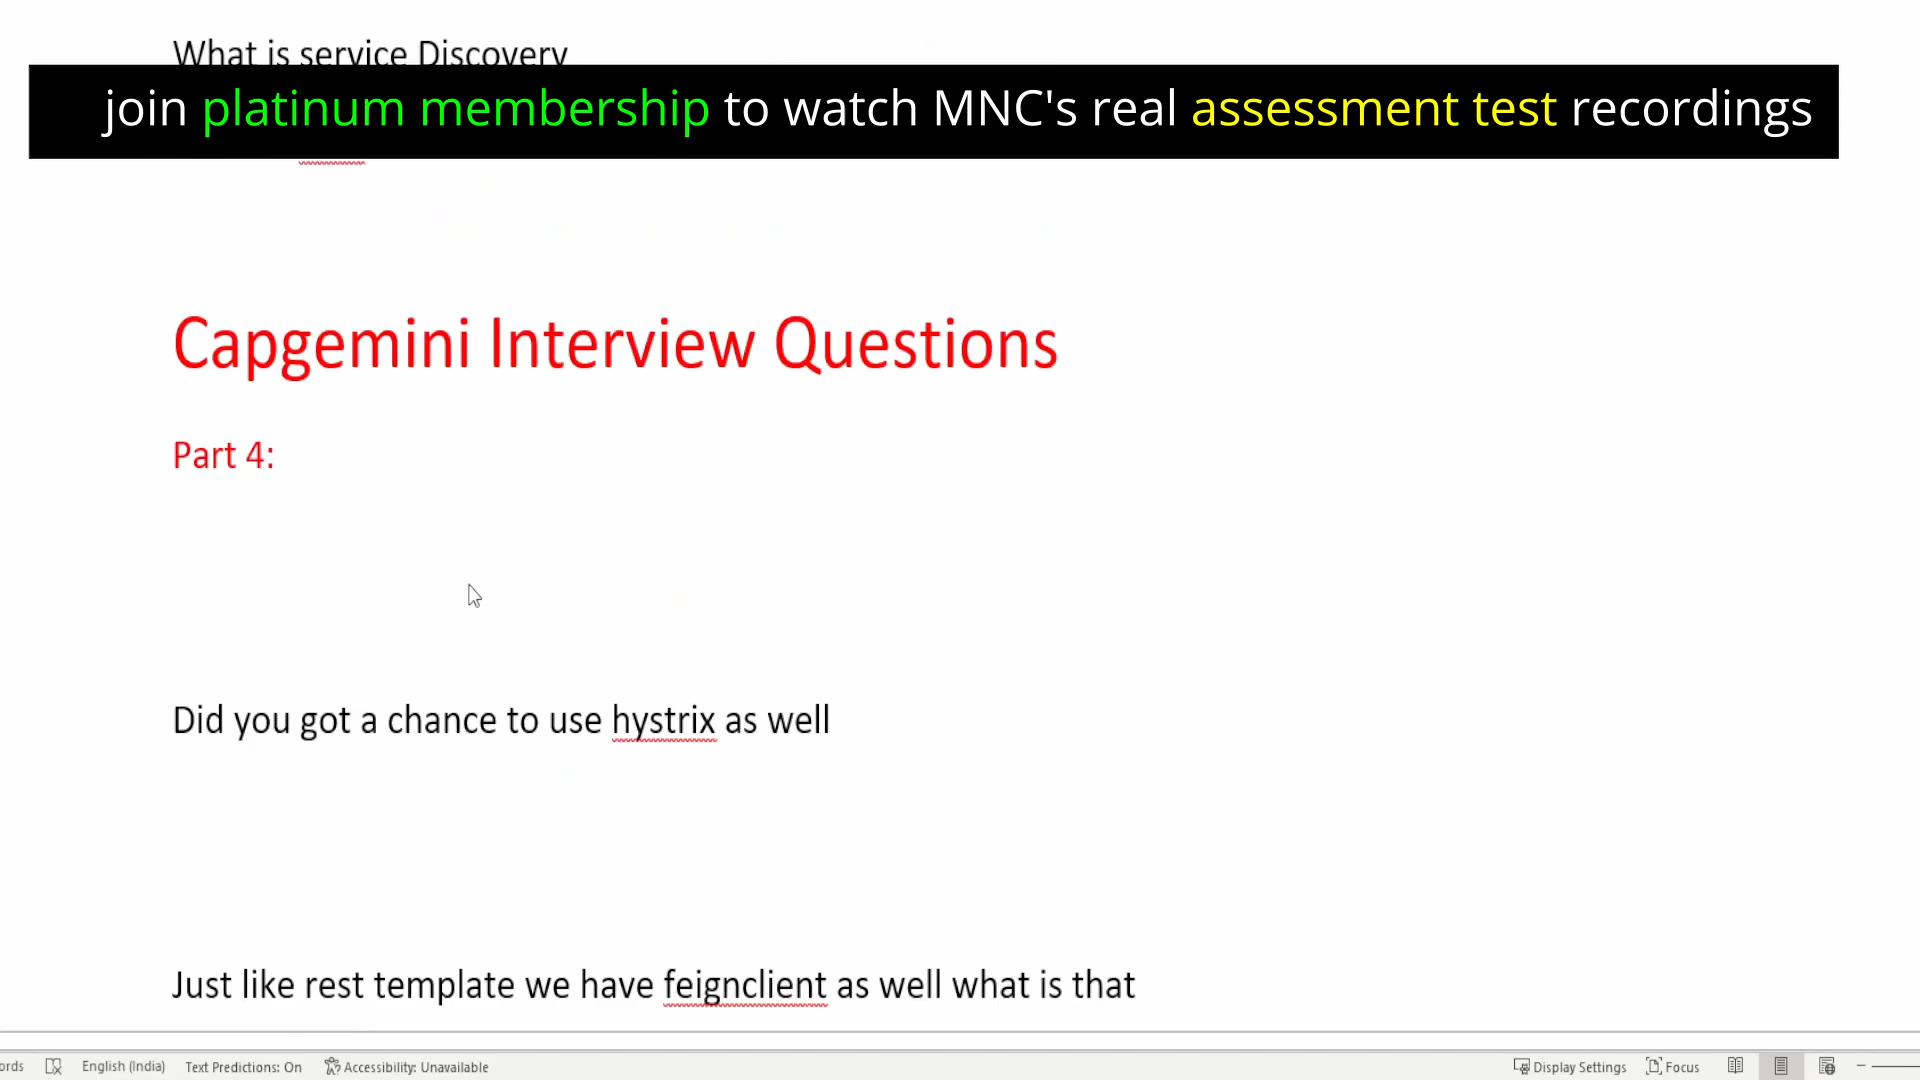 What is service Discovery
join platinum membership to watch MNC's real assessment test recordings
Capgemini Interview Questions
Part 4:
Did you got a chance to use hystrix as well
Just like rest template we have feignclient as well what is that
ords English (India) Text Predictions: On Accessibility: Unavailable Display Settings Focus